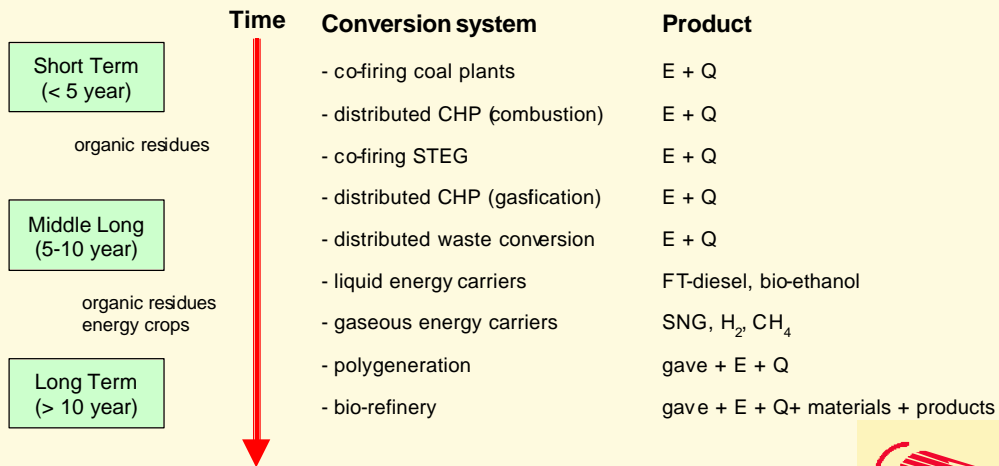 Time Conversion system Product
Short Term
(< 5 year)
organic residues
Middle Long
(5-10 year)
organic residues
energy crops
Long Term
(> 10 year)
- co-firing coal plants E + Q
- distributed CHP (combustion) E + Q
- co-firing STEG E + Q
- distributed CHP (gasfication) E + Q
- distributed waste conversion E + Q
- liquid energy carriers FT-diesel, bio-ethanol
- gaseous energy carriers SNG, H₂, CH₄
- polygeneration gave + E + Q
- bio-refinery gave + E + Q+ materials + products